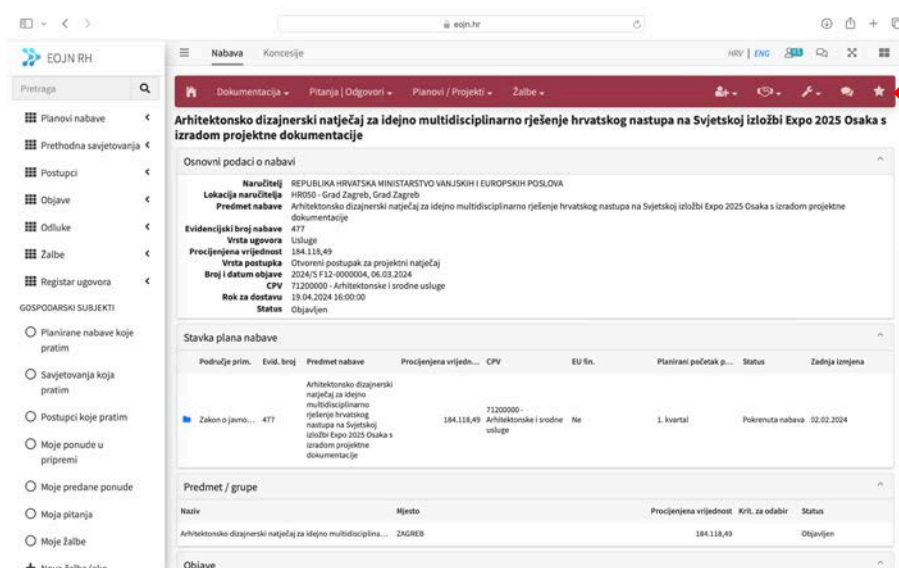 eojn.hr
EOJN RH
Nabava Koncesije
HRV | ENG
Pretraga
Dokumentacija Pitanja | Odgovori Planovi / Projekti Žalbe
Planovi nabave
Prethodna savjetovanja
Postupci
Objave
Odluke
Žalbe
Registar ugovora
GOSPODARSKI SUBJEKTI
Planirane nabave koje
pratim
Savjetovanja koja
pratim
Postupci koje pratim
Moje ponude u
pripremi
Moje predane ponude
Moja pitanja
Moje žalbe
Arhitektonsko dizajnerski natječaj za idejno multidisciplinarno rješenje hrvatskog nastupa na Svjetskoj izložbi Expo 2025 Osaka s
izradom projektne dokumentacije
Osnovni podaci o nabavi
Naručitelj REPUBLIKA HRVATSKA MINISTARSTVO VANJSKIH I EUROPSKIH POSLOVA
Lokacija naručitelja HR050 - Grad Zagreb, Grad Zagreb
Predmet nabave Arhitektonsko dizajnerski natječaj za idejno multidisciplinarno rješenje hrvatskog nastupa na Svjetskoj izložbi Expo 2025 Osaka s izradom projektne
dokumentacije
Evidencijski broj nabave 477
Vrsta ugovora Usluge
Procijenjena vrijednost 184.118,49
Vrsta postupka Otvoreni postupak za projektni natječaj
Broj i datum objave 2024/S F12-0000004, 06.03.2024
CPV 71200000 - Arhitektonske i srodne usluge
Rok za dostavu 19.04.2024 16:00:00
Status Objavljen
Stavka plana nabave
Područje prim. Evid. broj Predmet nabave Procijenjena vrijedn... CPV EU fin. Planirani početak p... Status Zadnja izmjena
Arhitektonsko dizajnerski
natječaj za idejno
multidisciplinarno
rješenje hrvatskog
nastupa na Svjetskoj
izložbi Expo 2025 Osaka s
izradom projektne
dokumentacije
Zakon o javno... 477 184.118,49 71200000 -
Arhitektonske i srodne
usluge Ne 1. kvartal Pokrenuta nabava 02.02.2024
Predmet / grupe
Naziv Mjesto Procijenjena vrijednost Krit. za odabir Status
Arhitektonsko dizajnerski natječaj za idejno multidisciplina... ZAGREB 184.118,49 Objavljen
Objave